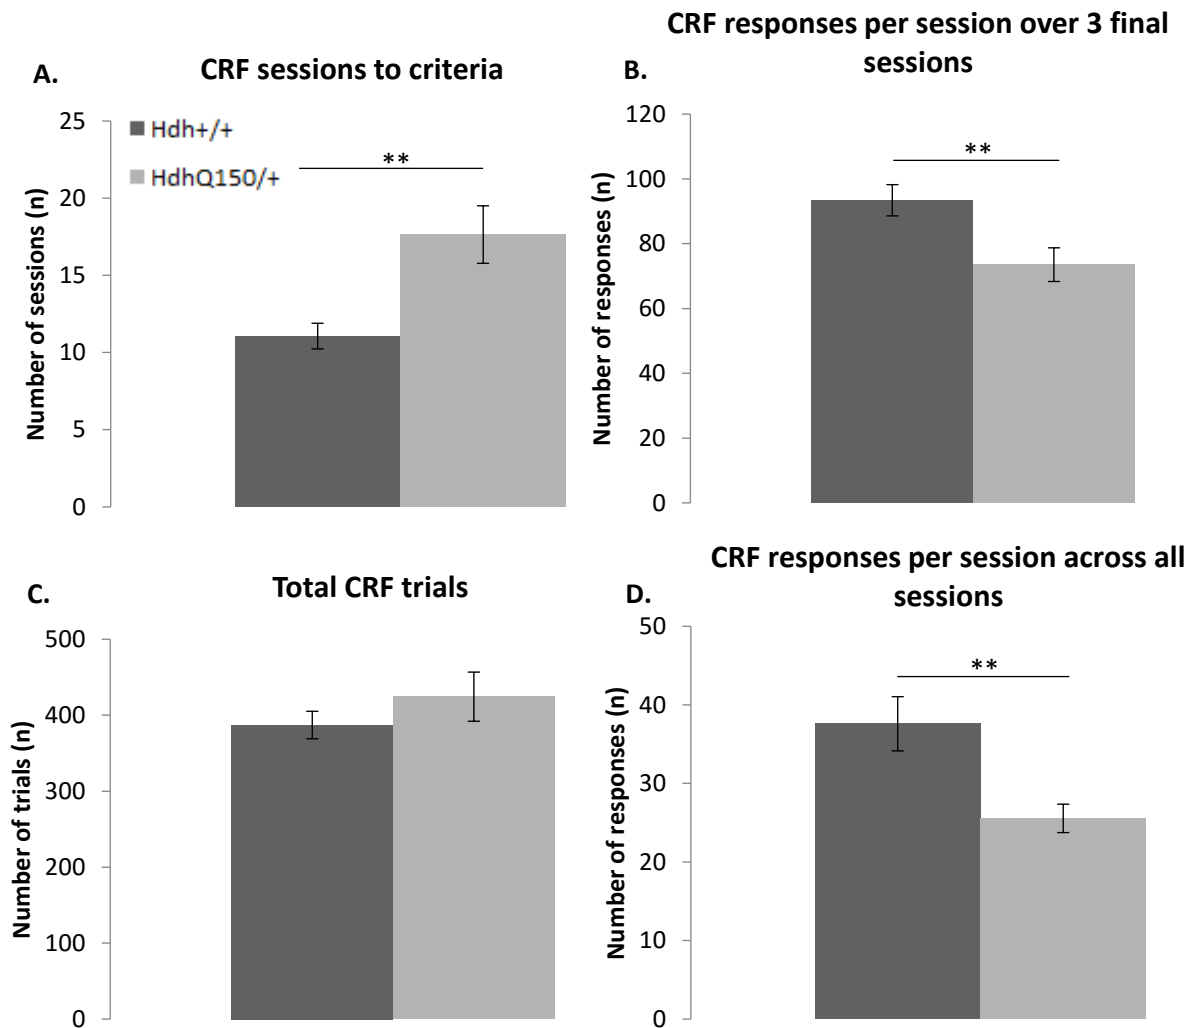 A.
CRF sessions to criteria
Number of sessions (n)
25
20
15
10
5
0
Hdh+/+
HdhQ150/+
**
B.
CRF responses per session over 3 final
sessions
Number of responses (n)
120
100
80
60
40
20
0
**
C.
Total CRF trials
Number of trials (n)
500
400
300
200
100
0
D.
CRF responses per session across all
sessions
Number of responses (n)
50
40
30
20
10
0
**